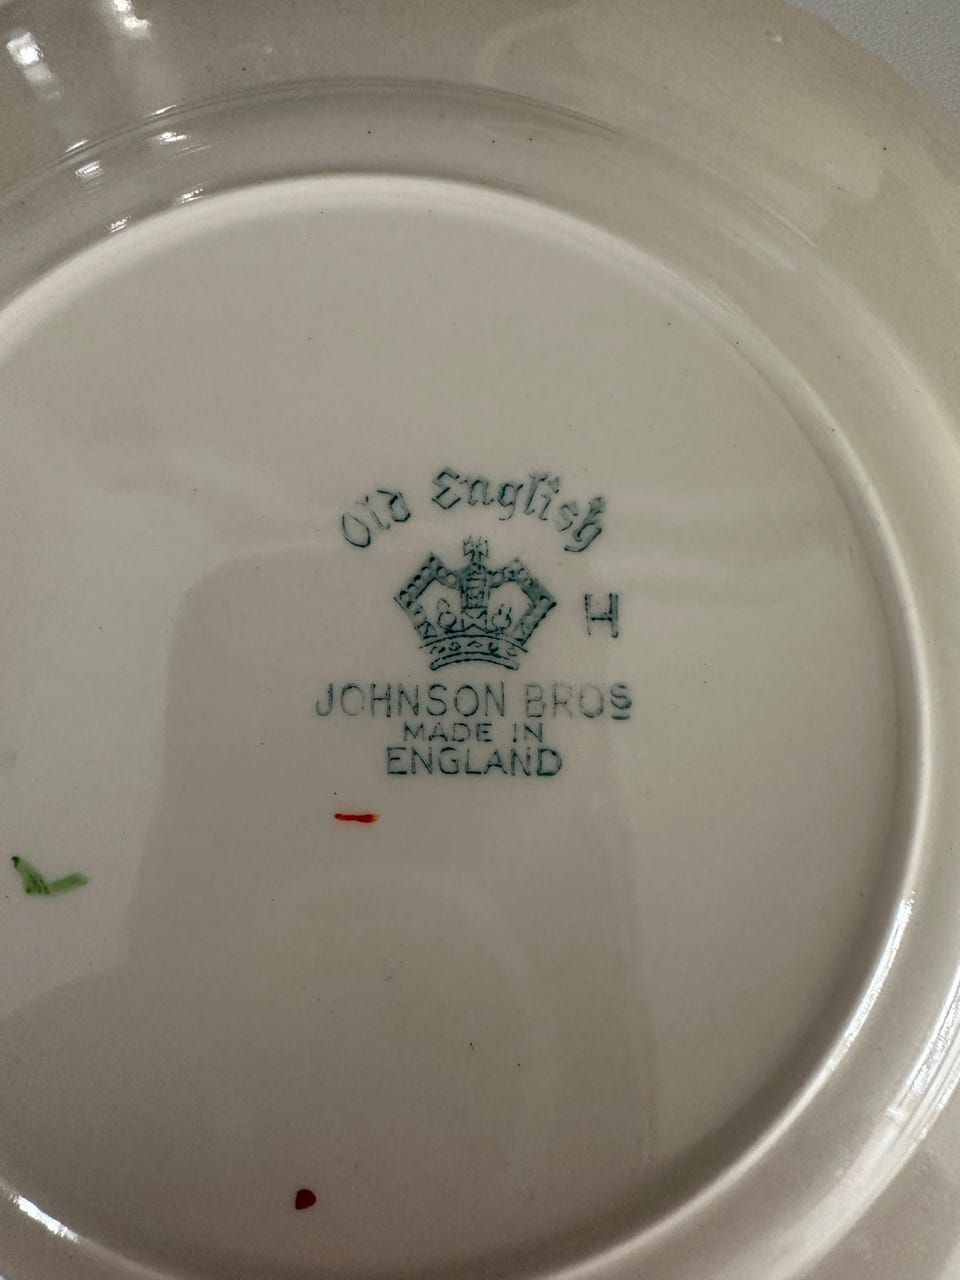 Old English
H
JOHNSON BROS
MADE IN
ENGLAND